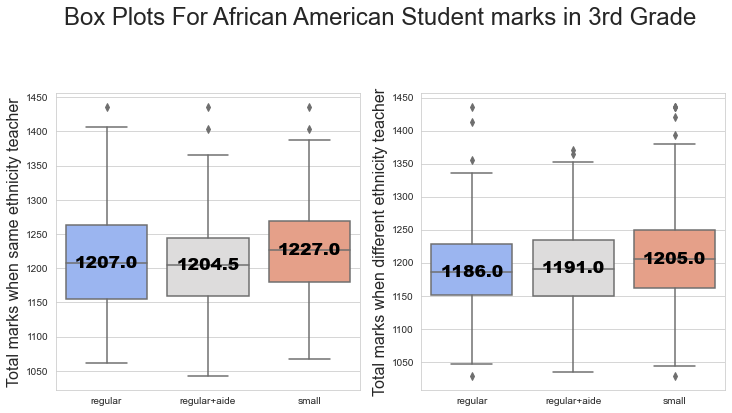 Box Plots For African American Student marks in 3rd Grade
Total marks when same ethnicity teacher
1450
1400
1350
1300
1250
1200
1150
1100
1050
1207.0
1204.5
1227.0
regular
regular+aide
small
Total marks when different ethnicity teacher
1450
1400
1350
1300
1250
1200
1150
1100
1050
1186.0
1191.0
1205.0
regular
regular+aide
small